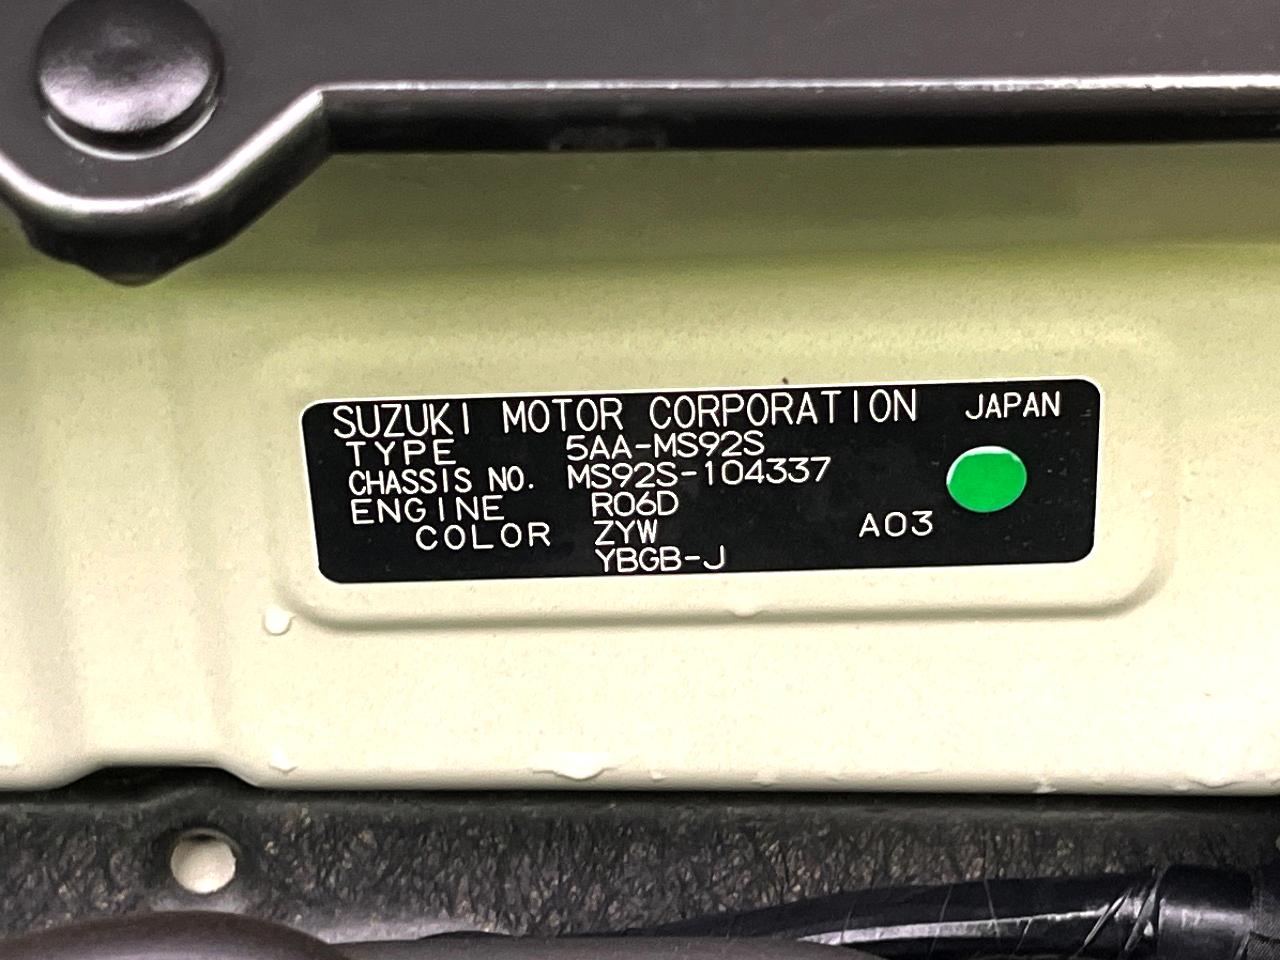 SUZUKI MOTOR CORPORATION JAPAN
TYPE 5AA-MS92S
CHASSIS NO. MS92S-104337
ENGINE R06D
COLOR ZYW A03
YBGB-J